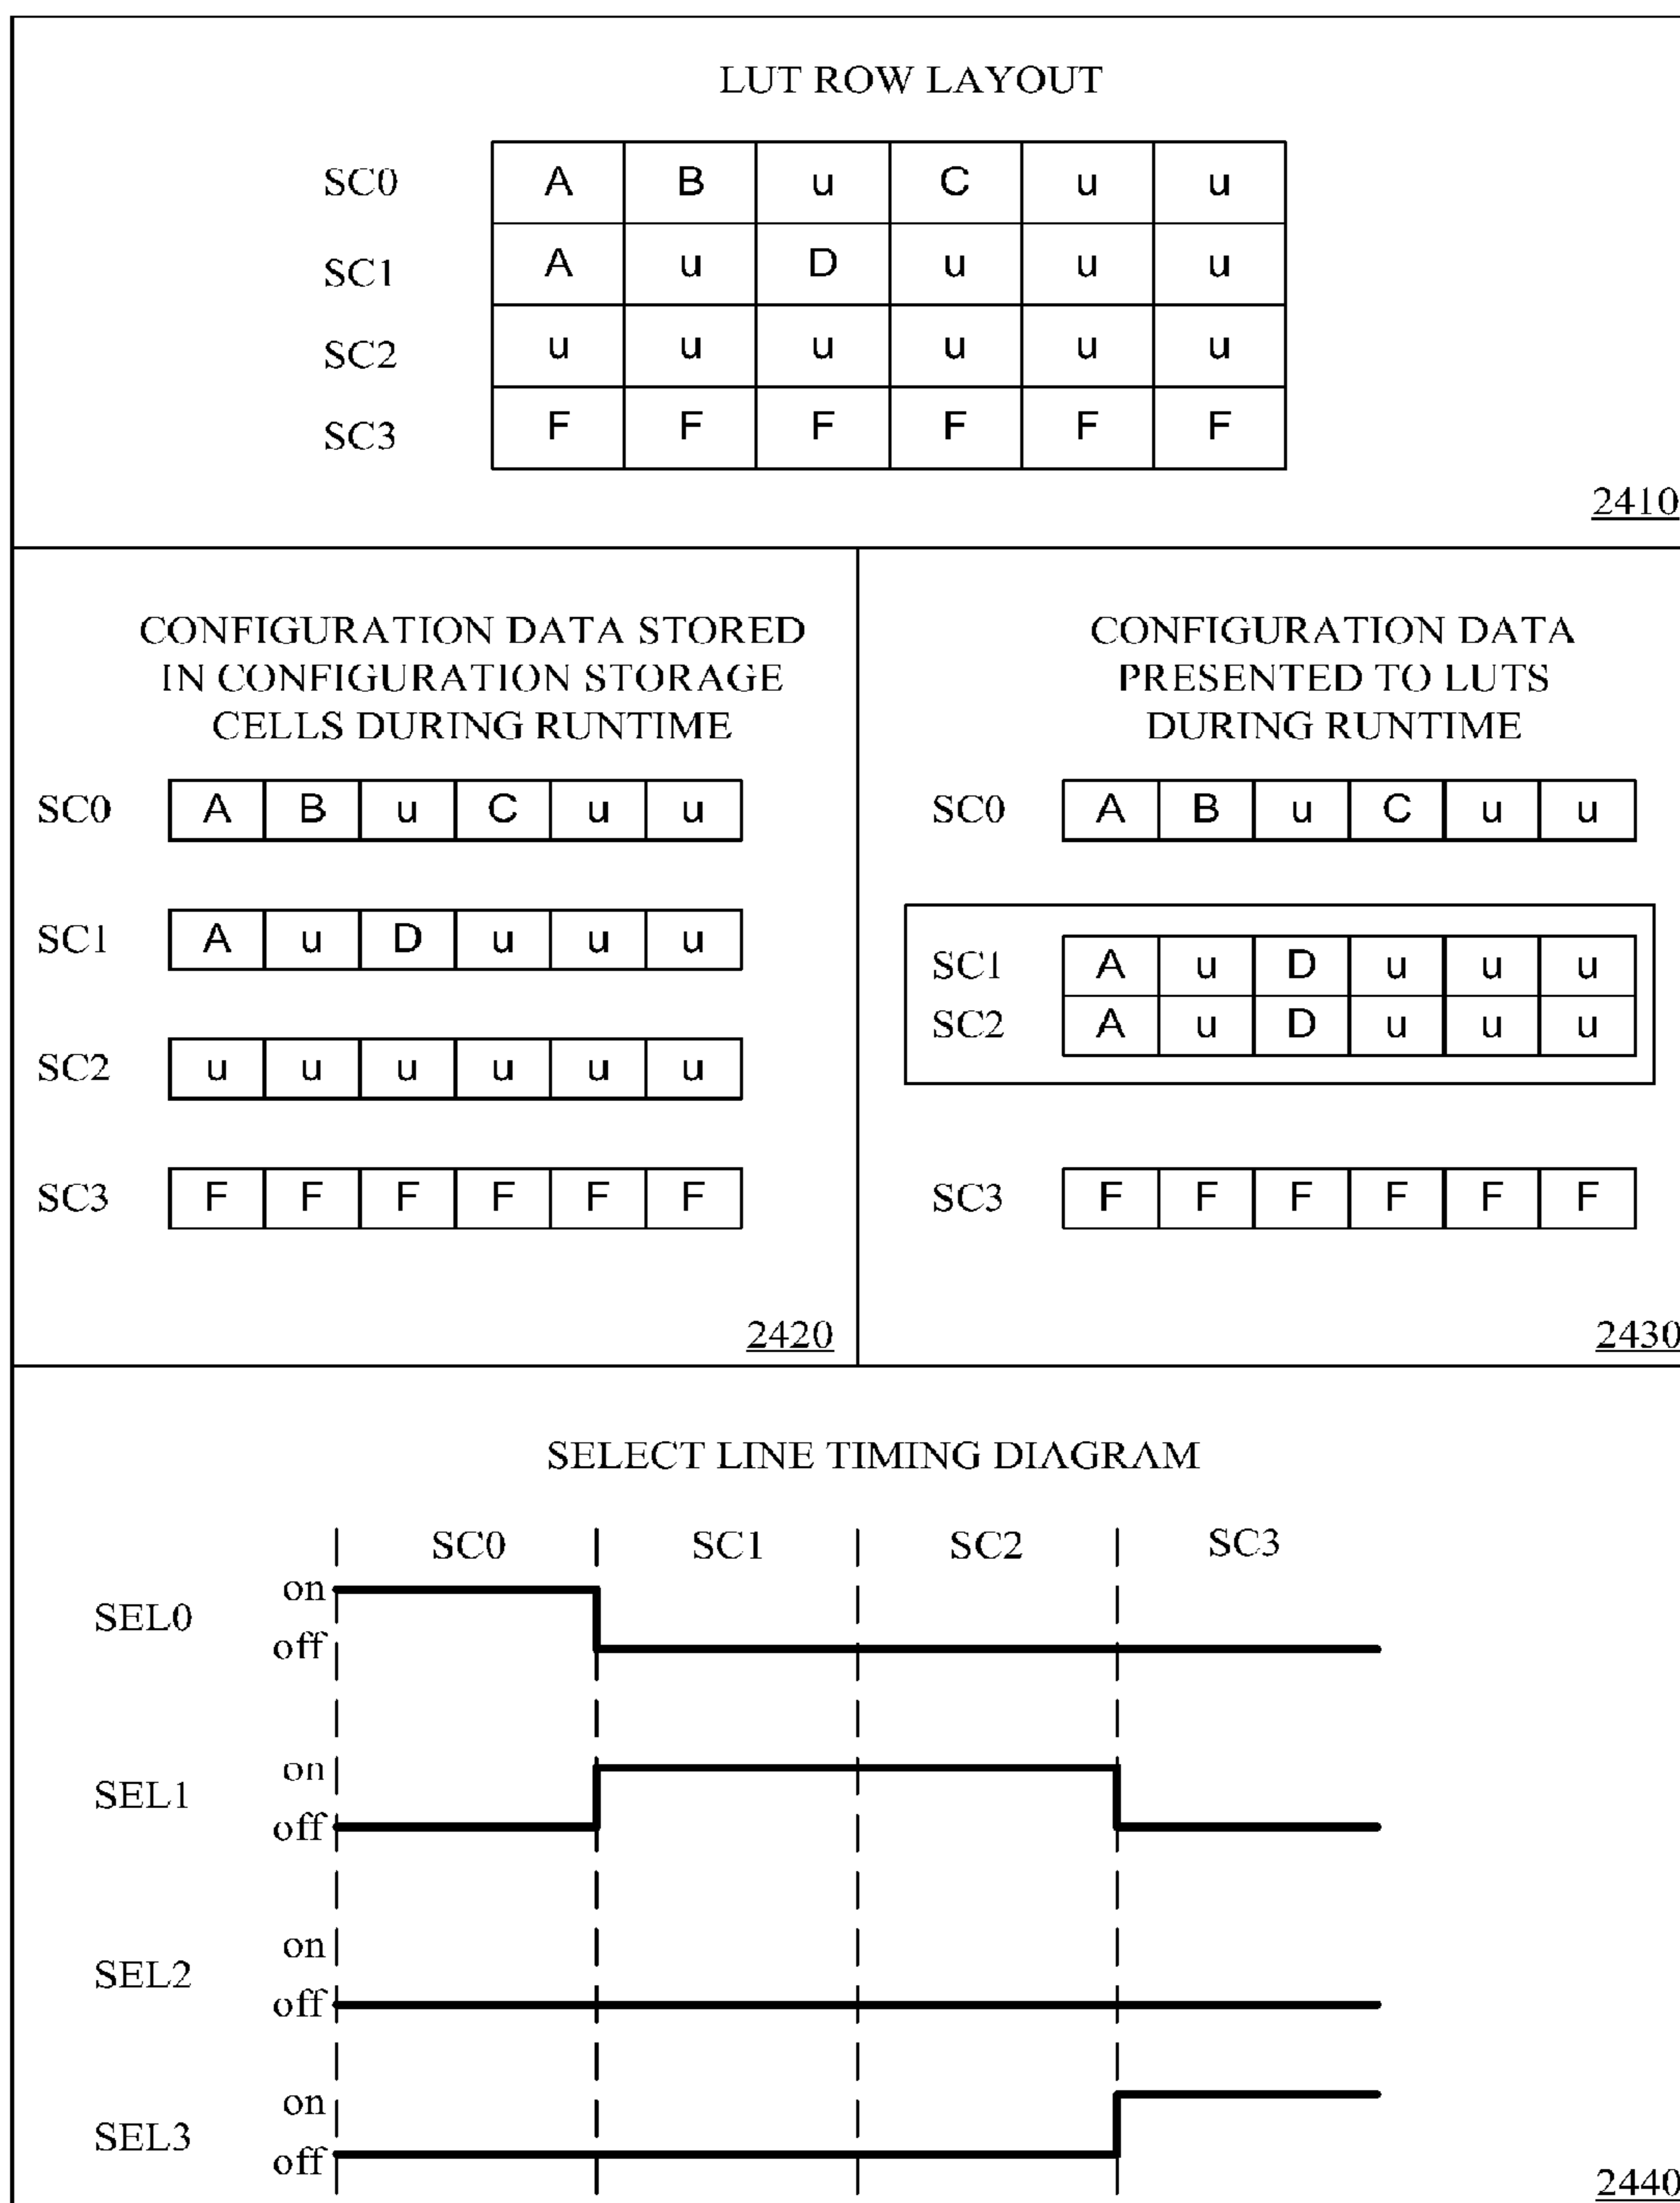 LUT ROW LAYOUT
SC0 A B u C u u
SC1 A u D u u u
SC2 u u u u u u
SC3 F F F F F F
2410
CONFIGURATION DATA STORED
IN CONFIGURATION STORAGE
CELLS DURING RUNTIME
SC0 A B u C u u
SC1 A u D u u u
SC2 u u u u u u
SC3 F F F F F F
2420
CONFIGURATION DATA
PRESENTED TO LUTS
DURING RUNTIME
SC0 A B u C u u
SC1 A u D u u u
SC2 A u D u u u
SC3 F F F F F F
2430
SELECT LINE TIMING DIAGRAM
SC0 SC1 SC2 SC3
on
SEL0
off
on
SEL1
off
on
SEL2
off
on
SEL3
off
2440